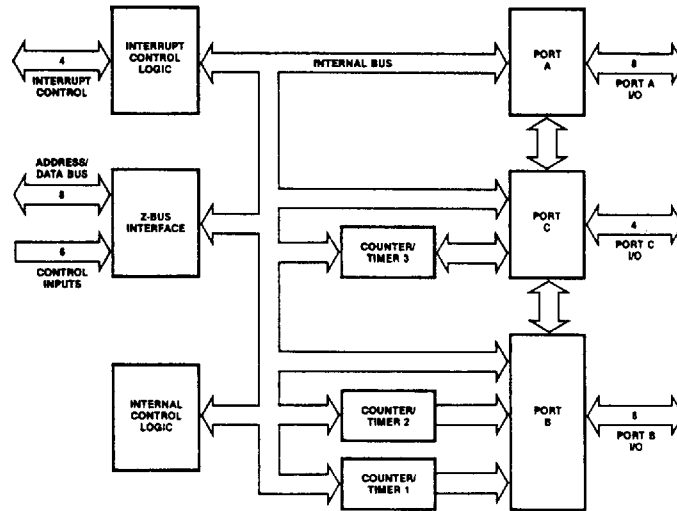 4
INTERRUPT
CONTROL
INTERRUPT
CONTROL
LOGIC
INTERNAL BUS
PORT
A
8
PORT A
I/O
ADDRESS/
DATA BUS
8
6
CONTROL
INPUTS
Z-BUS
INTERFACE
COUNTER/
TIMER 3
PORT
C
4
PORT C
I/O
INTERNAL
CONTROL
LOGIC
COUNTER/
TIMER 2
COUNTER/
TIMER 1
PORT
B
PORT B
I/O